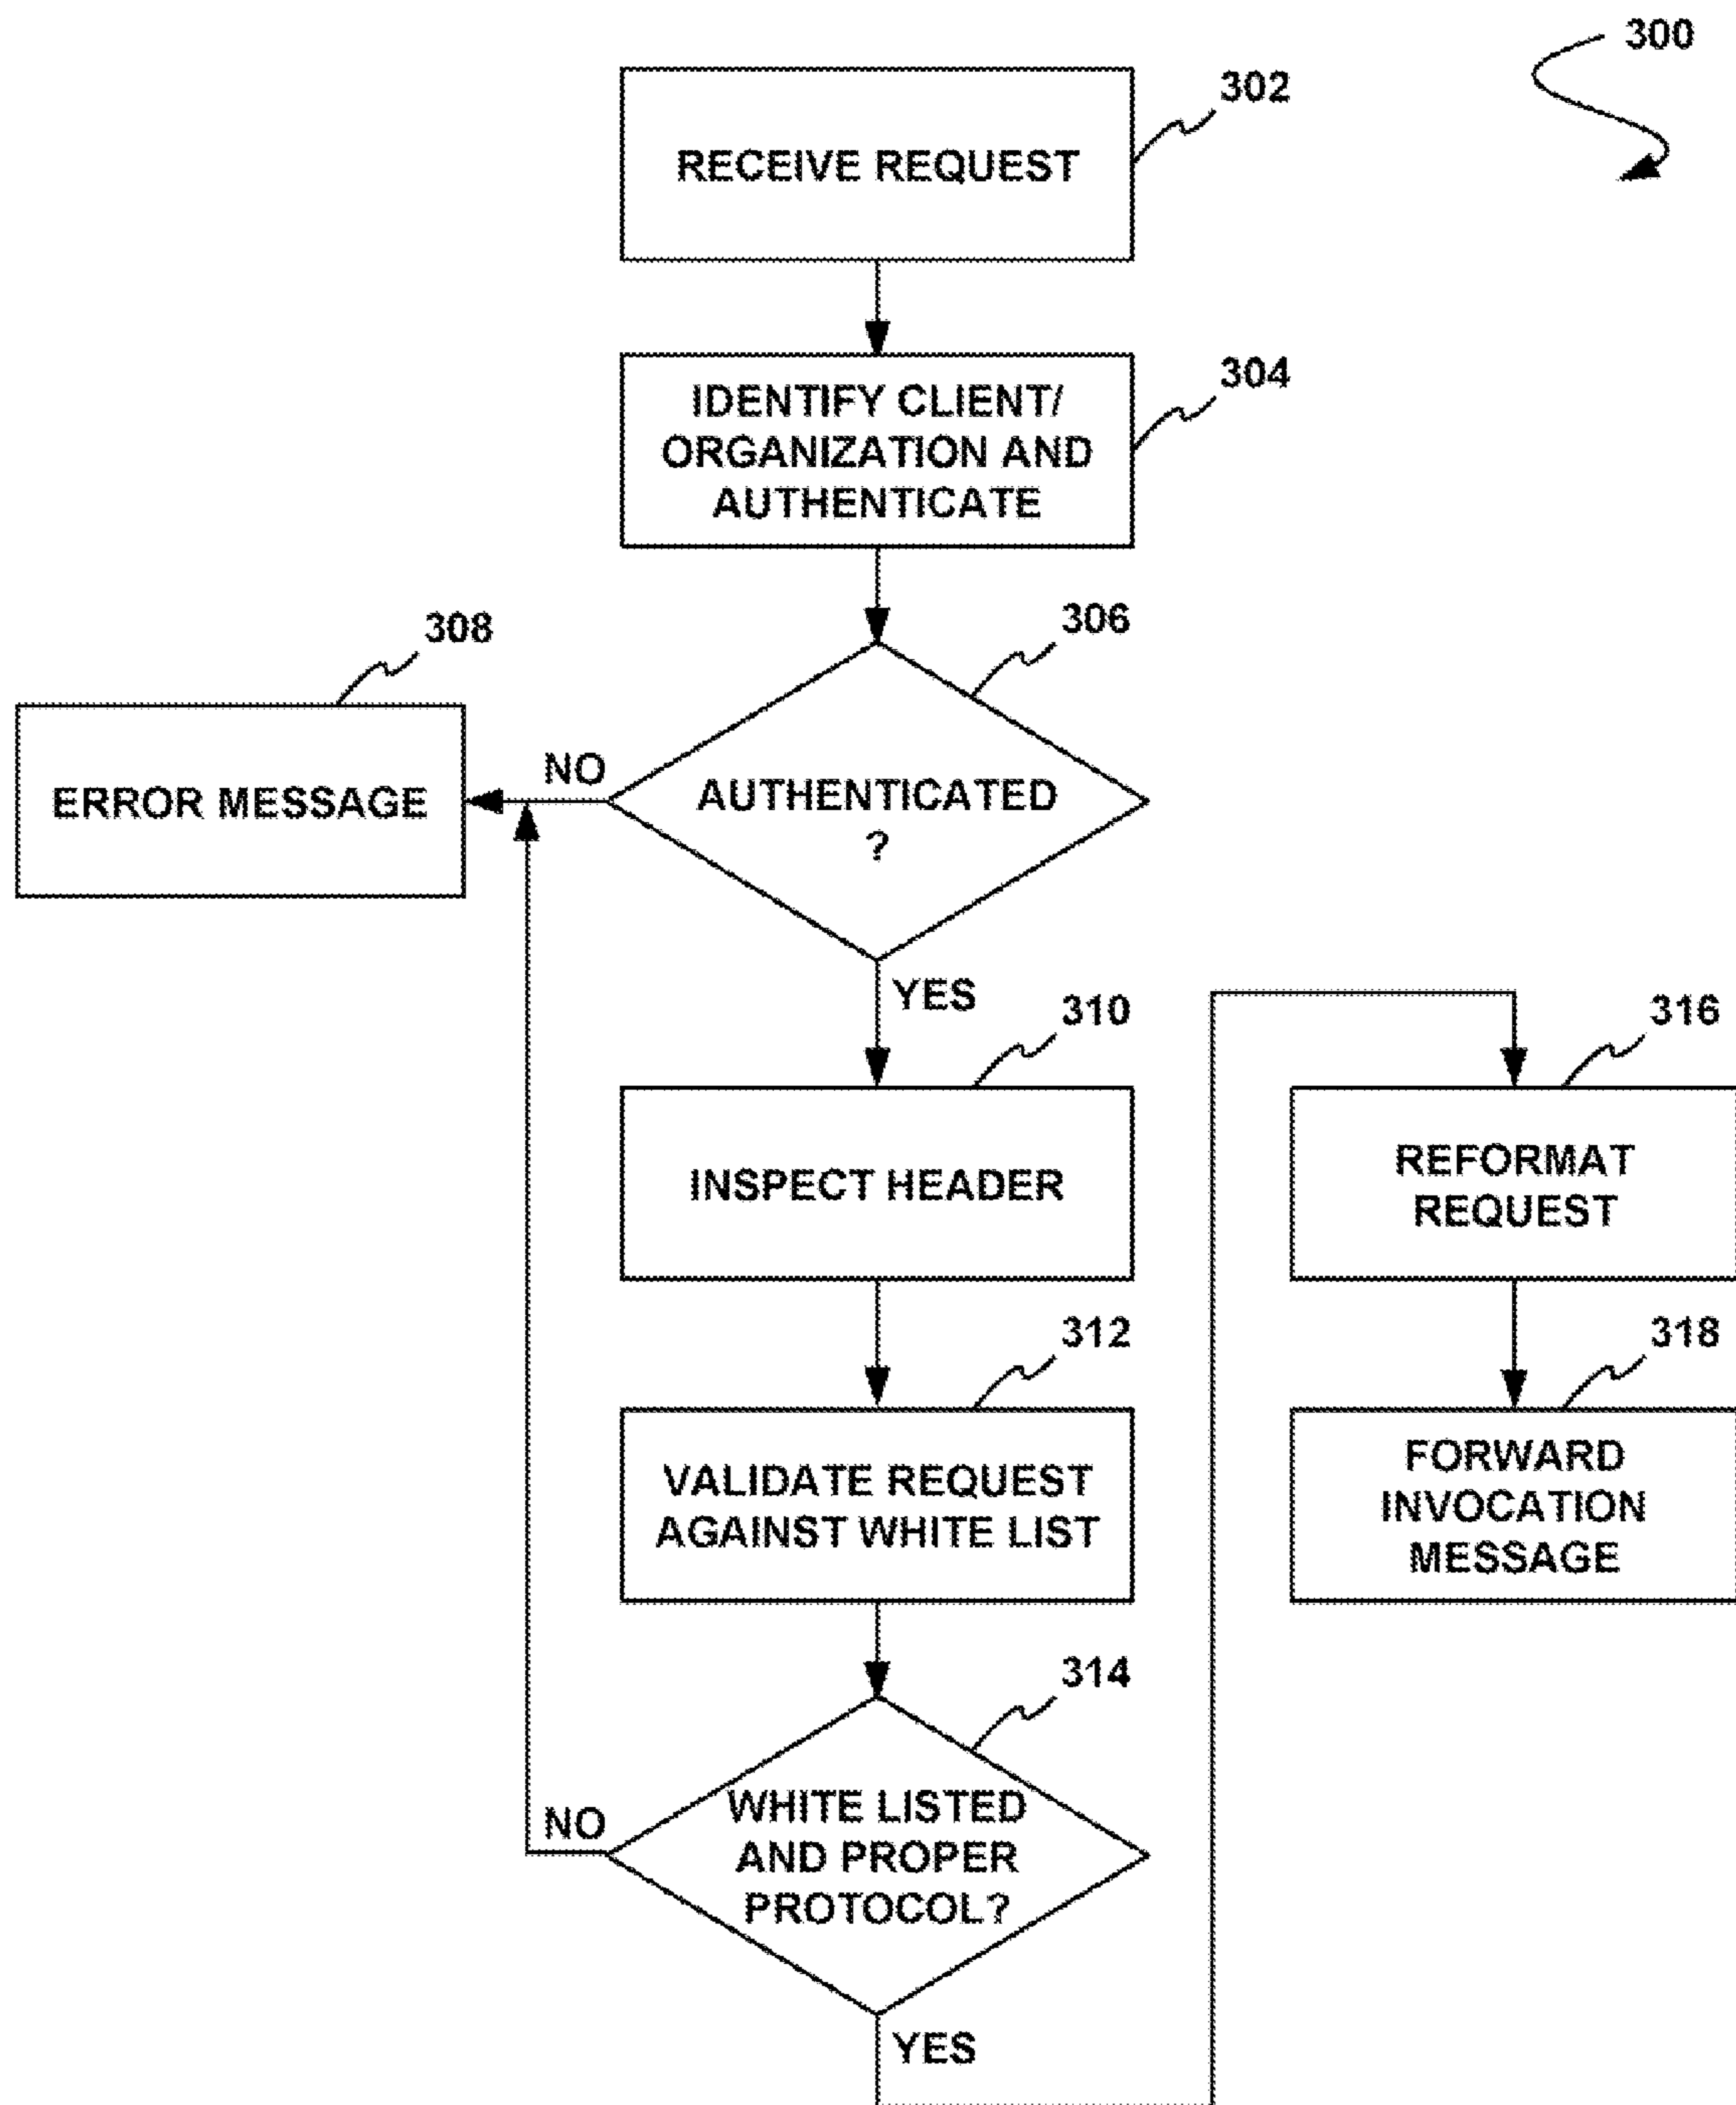 300
302
RECEIVE REQUEST
304
IDENTIFY CLIENT/
ORGANIZATION AND
AUTHENTICATE
306
308
NO
ERROR MESSAGE
AUTHENTICATED
?
YES
310
INSPECT HEADER
312
VALIDATE REQUEST
AGAINST WHITE LIST
314
NO
WHITE LISTED
AND PROPER
PROTOCOL?
YES
316
REFORMAT
REQUEST
318
FORWARD
INVOCATION
MESSAGE